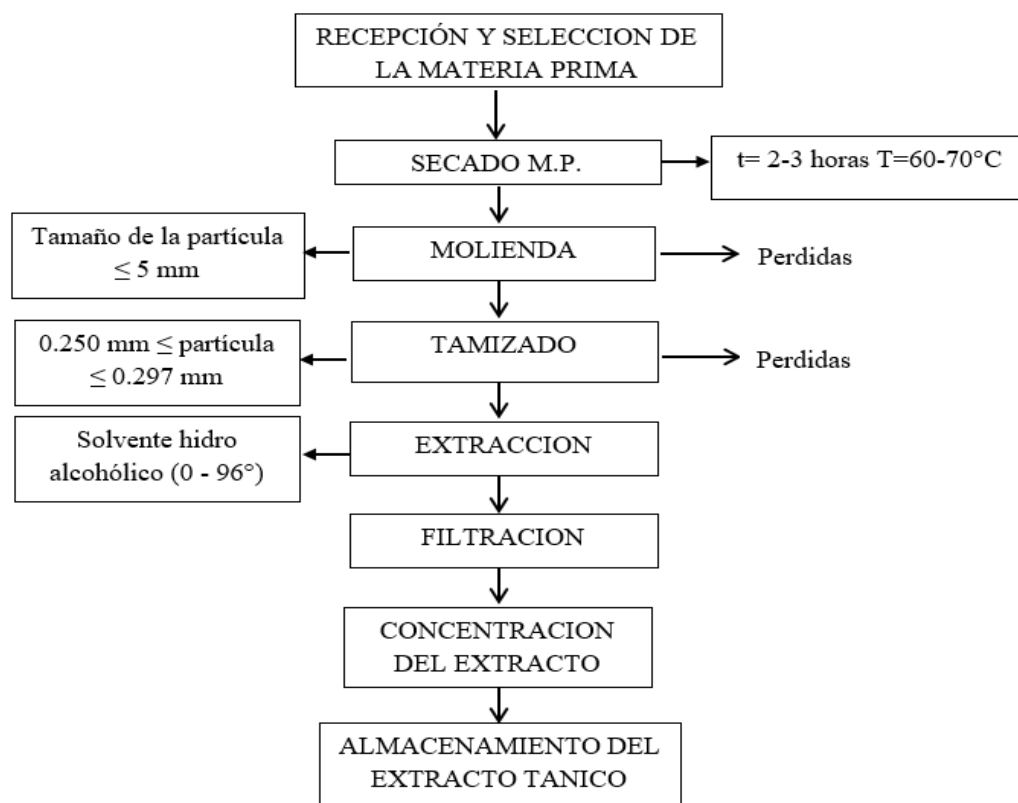 RECEPCIÓN Y SELECCION DE
LA MATERIA PRIMA
SECADO M.P.
t= 2-3 horas T=60-70°C
Tamaño de la partícula
≤ 5 mm
MOLIENDA
Perdidas
0.250 mm ≤ partícula
≤ 0.297 mm
TAMIZADO
Perdidas
Solvente hidro
alcohólico (0 - 96°)
EXTRACCION
FILTRACION
CONCENTRACION
DEL EXTRACTO
ALMACENAMIENTO DEL
EXTRACTO TANICO